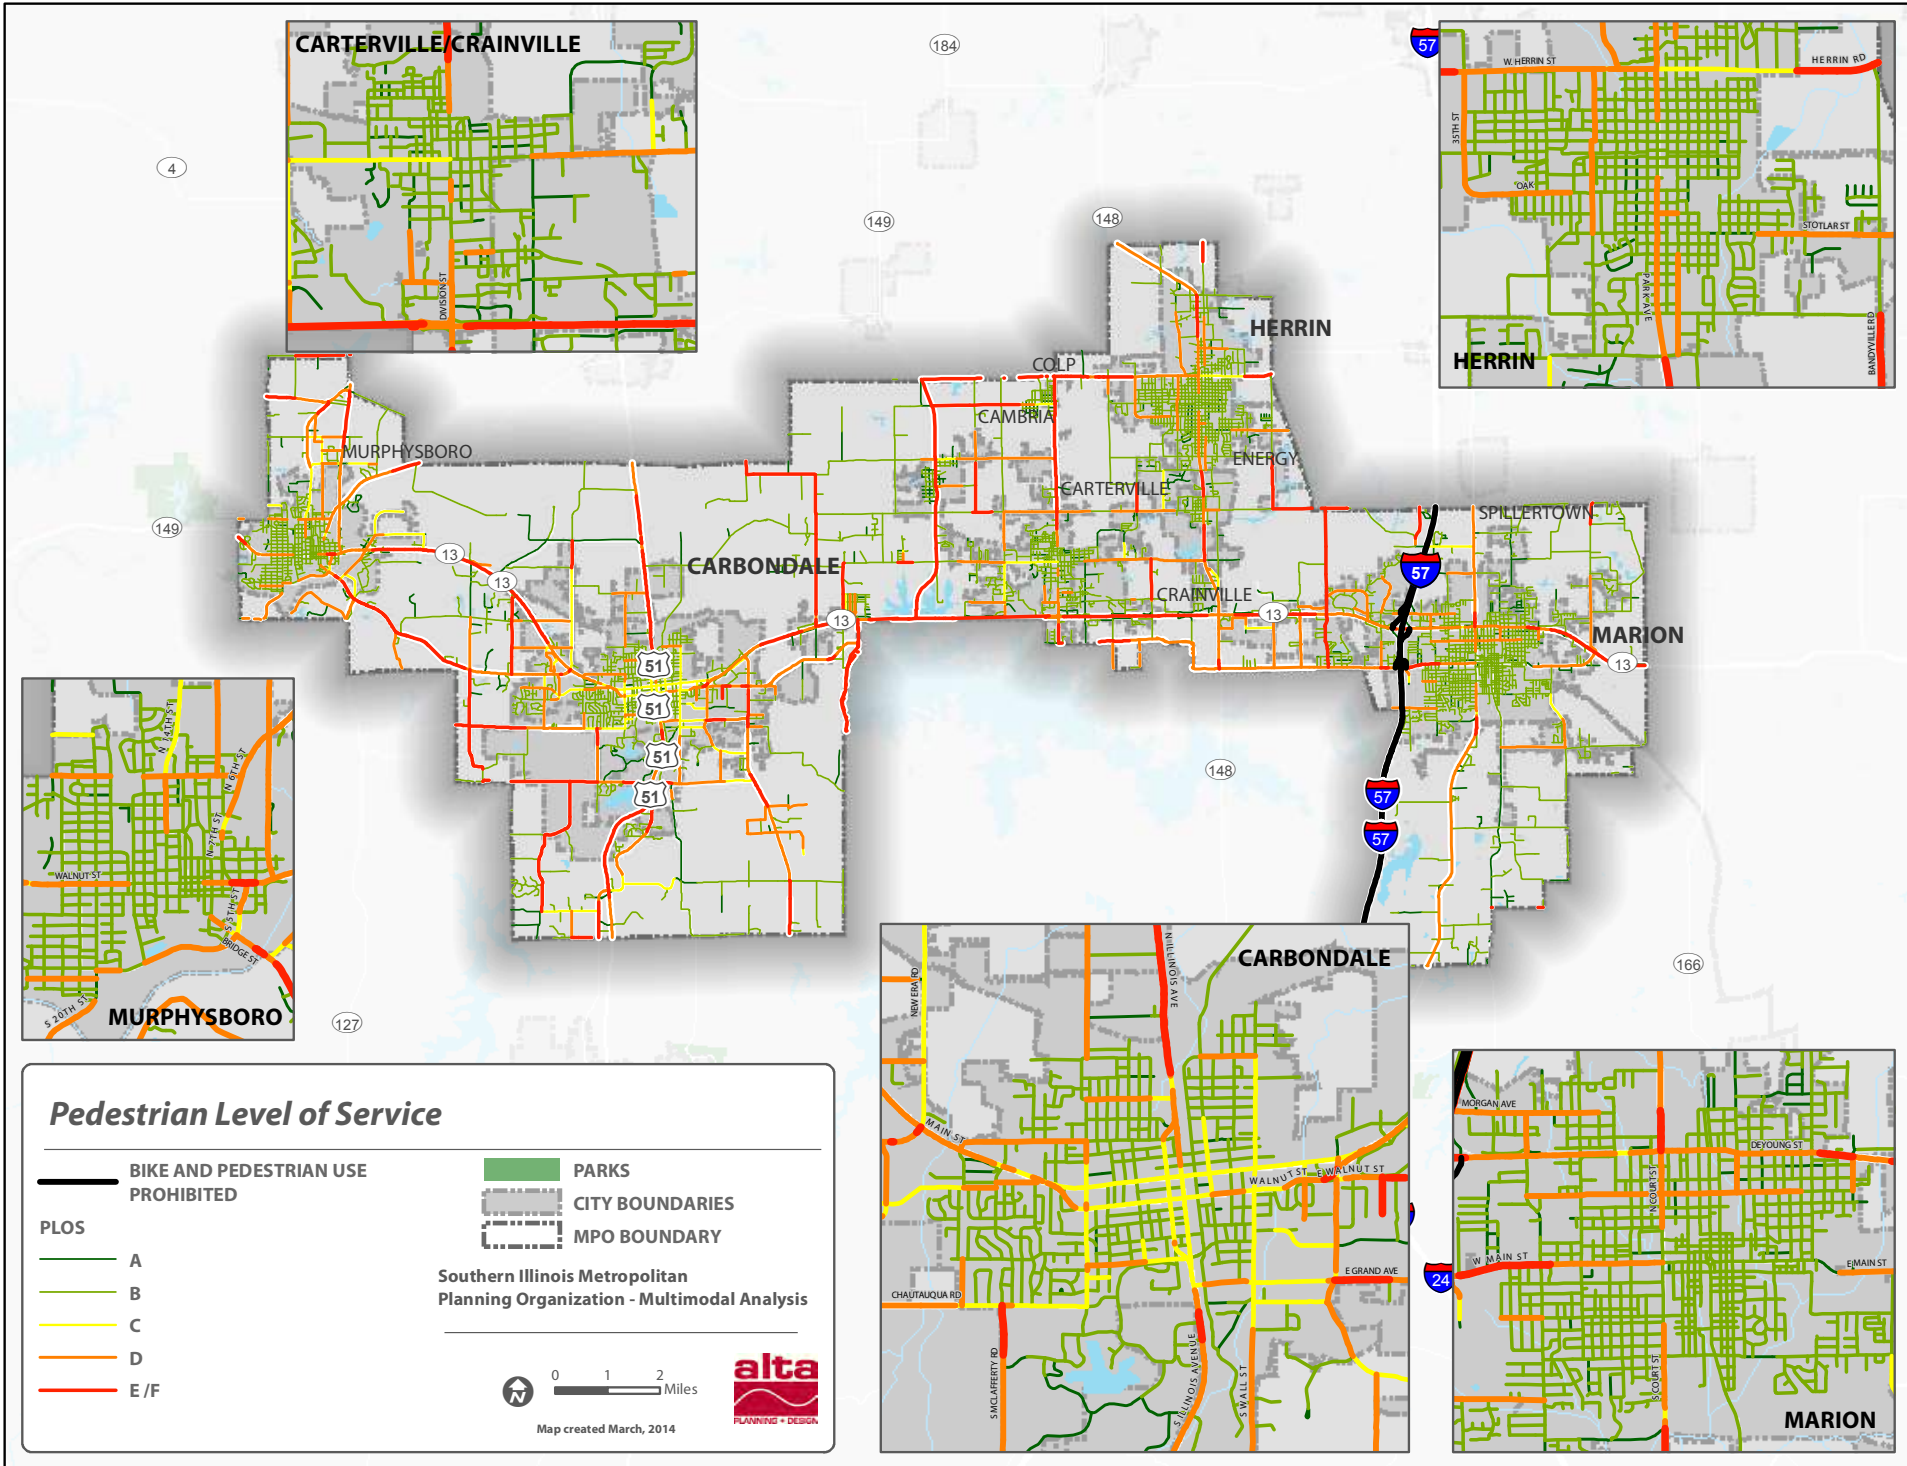 CARTERVILLE/CRAINVILLE
DIVISION ST
184
4
149
148
57
W. HERRIN ST
HERRIN RD
35TH ST
OAK
STOTLAR ST
PARK AVE
BANDYVILLE RD
HERRIN
HERRIN
COLP
CAMBRIA
MURPHYSBORO
ENERGY
CARTERVILLE
SPILLERTOWN
149
13
13
CARBONDALE
57
CRAINVILLE
13
13
MARION
13
51
51
51
51
148
57
57
166
127
N 14TH ST
N 6TH ST
N 7TH ST
WALNUT ST
S 5TH ST
BRIDGE ST
S 20TH ST
MURPHYSBORO
CARBONDALE
NEW ERA RD
N ILLINOIS AVE
MAIN ST
WALNUT ST
E WALNUT ST
E GRAND AVE
CHAUTAUQUA RD
S MCLAFFERTY RD
S ILLINOIS AVENUE
S WALL ST
24
MORGAN AVE
DEYOUNG ST
N COURT ST
W MAIN ST
E MAIN ST
S COURT ST
MARION
Pedestrian Level of Service
BIKE AND PEDESTRIAN USE
PROHIBITED
PLOS
A
B
C
D
E /F
PARKS
CITY BOUNDARIES
MPO BOUNDARY
Southern Illinois Metropolitan
Planning Organization - Multimodal Analysis
N
0 1 2
Miles
Map created March, 2014
alta
PLANNING + DESIGN